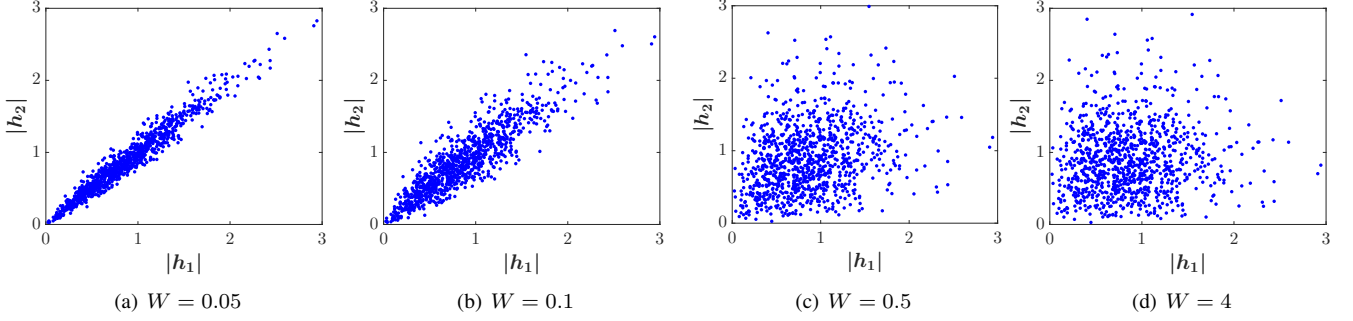 3
2
1
0
|h₂|
0 1 2 3
|h₁|
(a) W = 0.05
3
2
1
0
|h₂|
0 1 2 3
|h₁|
(b) W = 0.1
3
2
1
0
|h₂|
0 1 2 3
|h₁|
(c) W = 0.5
3
2
1
0
|h₂|
0 1 2 3
|h₁|
(d) W = 4